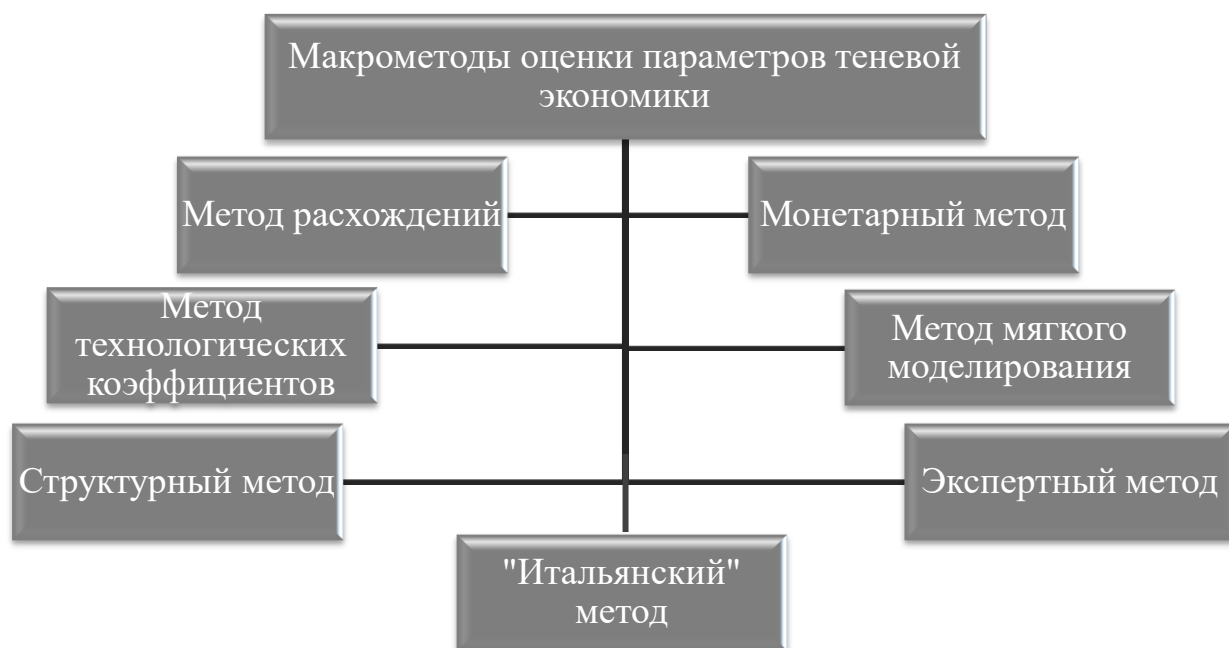 Макрометоды оценки параметров теневой
экономики
Метод расхождений
Монетарный метод
Метод
технологических
коэффициентов
Метод мягкого
моделирования
Структурный метод
Экспертный метод
"Итальянский"
метод